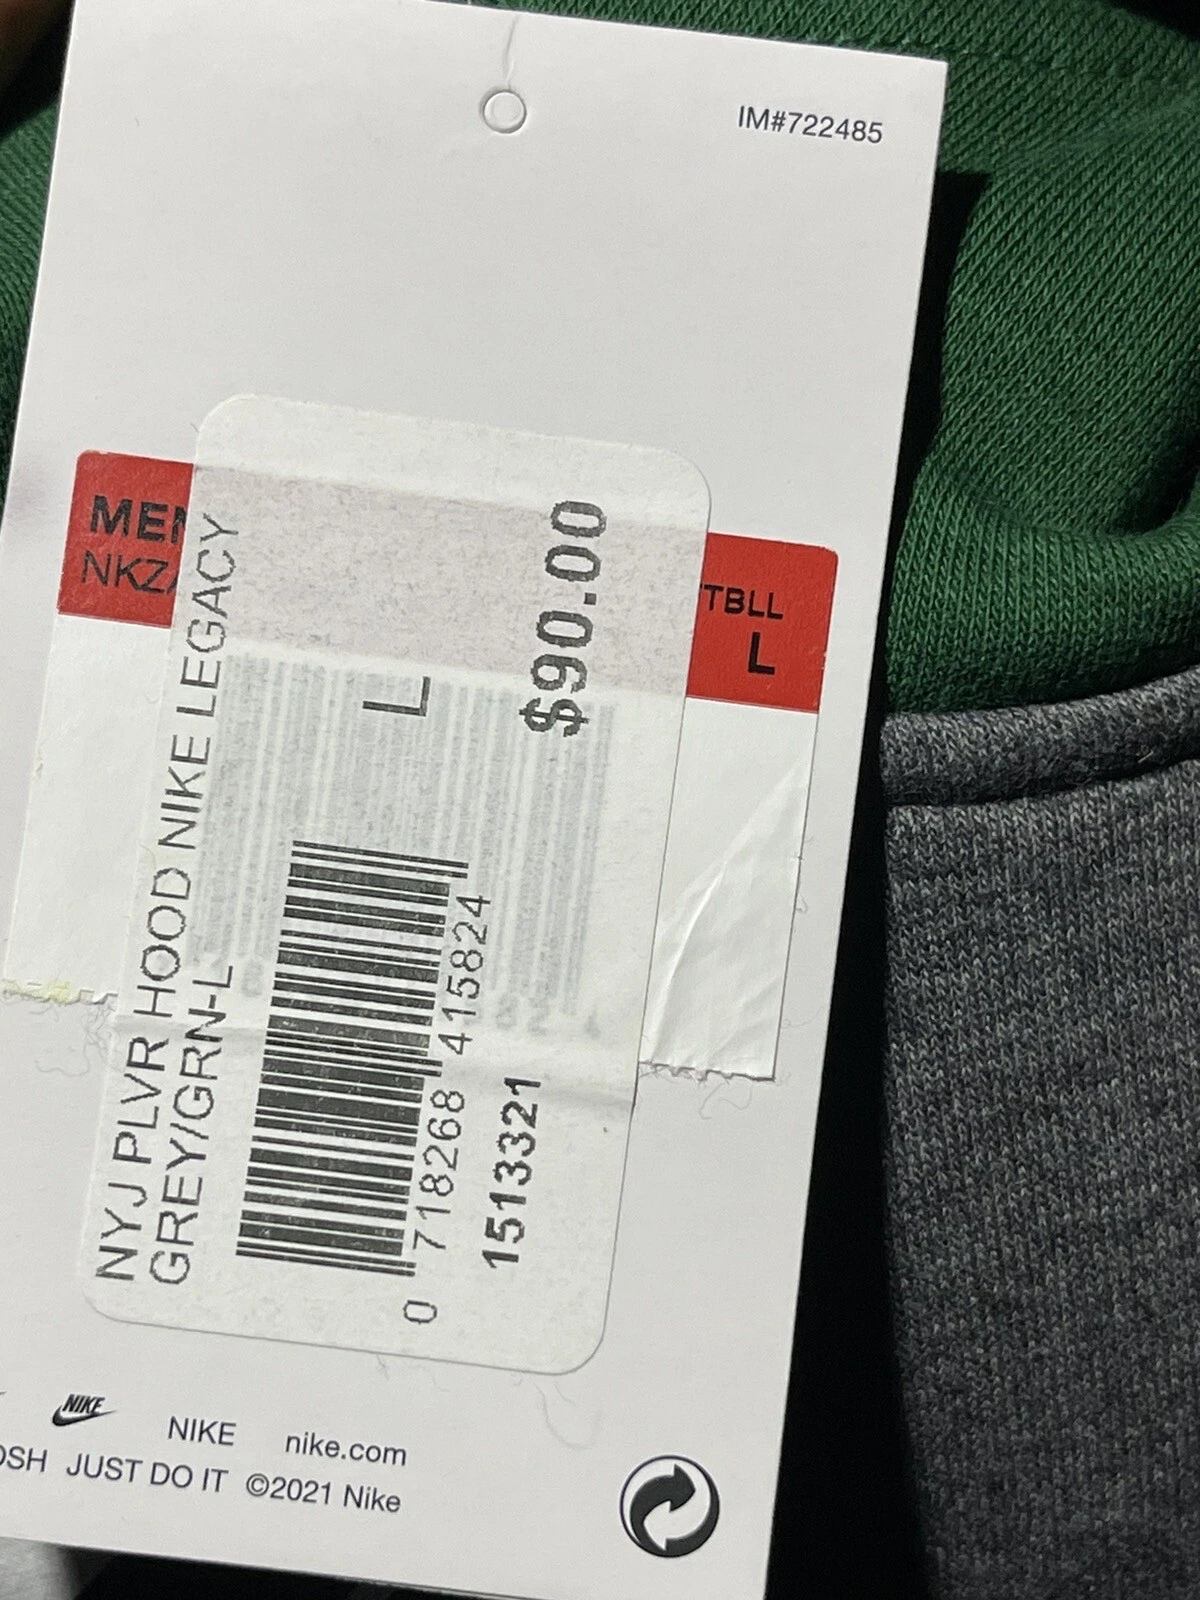 IM#722485
MEN
NKZA
TBLL
L
NYJ PLVR HOOD NIKE LEGACY
GREY/GRN-L
L
$90.00
0 718268 415824
1513321
NIKE
NIKE nike.com
OSH JUST DO IT ©2021 Nike